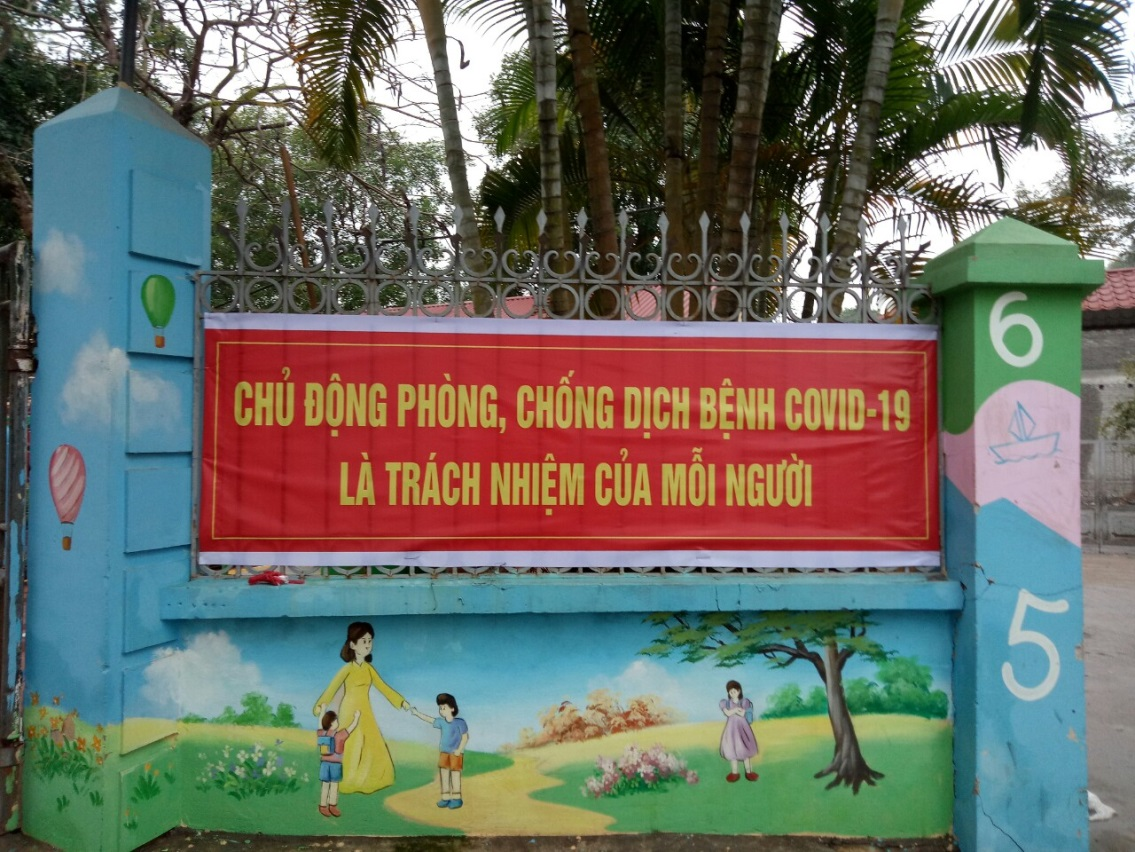 CHỦ ĐỘNG PHÒNG, CHỐNG DỊCH BỆNH COVID-19
LÀ TRÁCH NHIỆM CỦA MỖI NGƯỜI
6
5